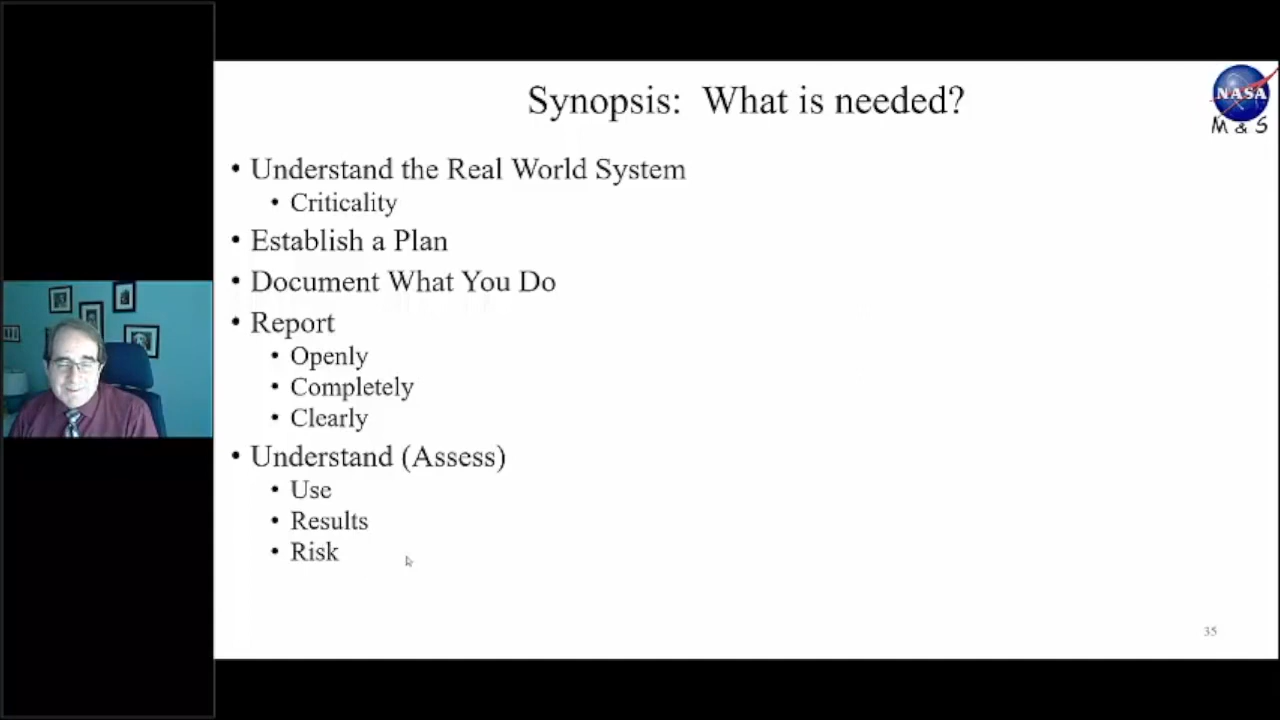 Synopsis: What is needed?
NASA
M & S
• Understand the Real World System
• Criticality
• Establish a Plan
• Document What You Do
• Report
• Openly
• Completely
• Clearly
• Understand (Assess)
• Use
• Results
• Risk
35